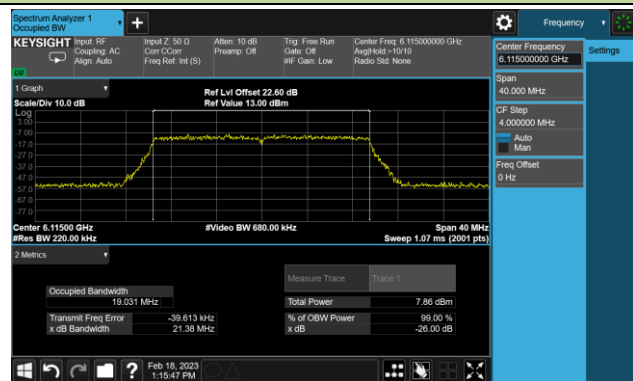 Spectrum Analyzer 1
Occupied BW
+
Frequency
KEYSIGHT
Input: RF
Coupling: AC
Align: Auto
Input Z: 50 Ω
Corr CCorr
Freq Ref: Int (S)
Atten: 10 dB
Preamp: Off
Trig: Free Run
Gate: Off
#IF Gain: Low
Center Freq: 6.115000000 GHz
Avg|Hold:>10/10
Radio Std: None
Center Frequency
6.115000000 GHz
Settings
Span
40.000 MHz
CF Step
4.000000 MHz
Auto
Man
Freq Offset
0 Hz
1 Graph
Scale/Div 10.0 dB
Ref Lvl Offset 22.60 dB
Ref Value 13.00 dBm
Log
3.00
-7.00
-17.0
-27.0
-37.0
-47.0
-57.0
-67.0
-77.0
Center 6.11500 GHz
#Video BW 680.00 kHz
Span 40 MHz
#Res BW 220.00 kHz
Sweep 1.07 ms (2001 pts)
2 Metrics
Measure Trace
Trace 1
Occupied Bandwidth
19.031 MHz
Total Power
7.86 dBm
Transmit Freq Error
-39.613 kHz
% of OBW Power
99.00 %
x dB Bandwidth
21.38 MHz
x dB
-26.00 dB
?
Feb 18, 2023
1:15:47 PM